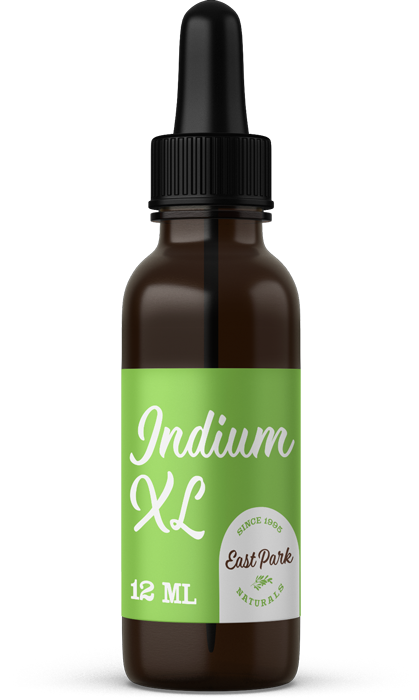 Indium
XL
12 ML
SINCE 1995
East Park
NATURALS